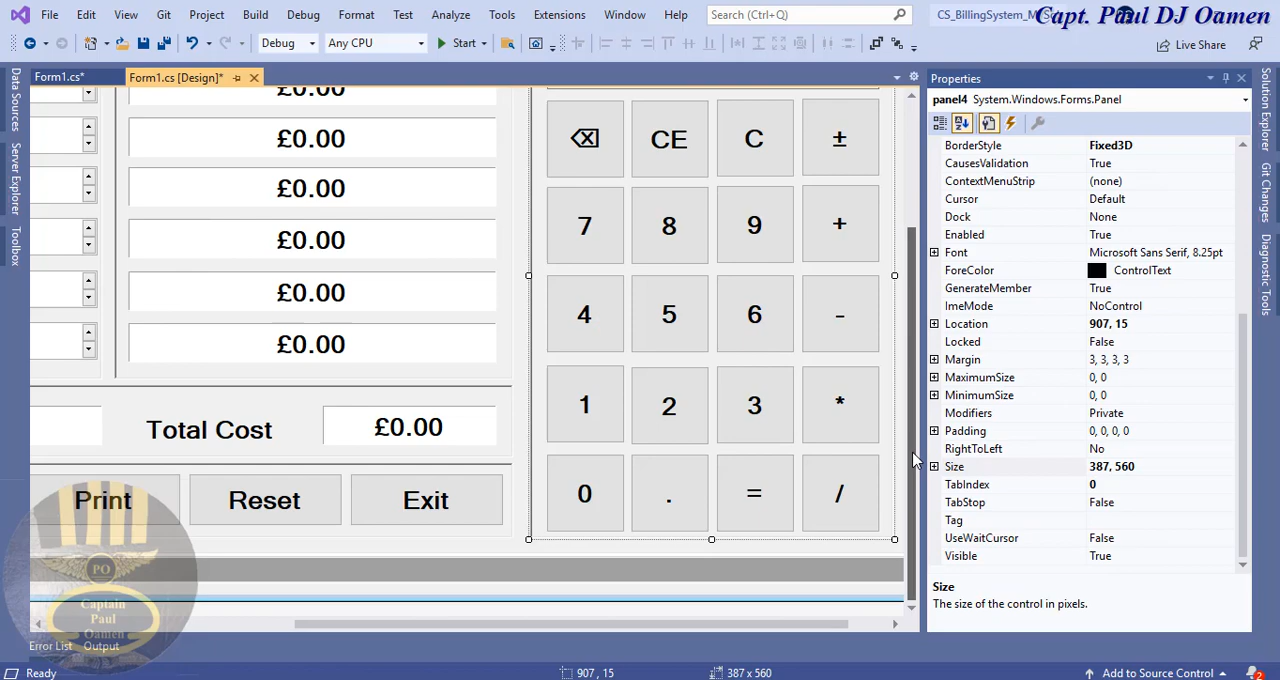 File Edit View Git Project Build Debug Format Test Analyze Tools Extensions Window Help Search (Ctrl+Q) CS_BillingSystem_M
Capt. Paul DJ Oamen
Debug Any CPU Start Live Share
Form1.cs* Form1.cs [Design]*
Data Sources
Server Explorer
Toolbox
£0.00
£0.00
£0.00
£0.00
£0.00
£0.00
Total Cost £0.00
Print Reset Exit
⌫ CE C ±
7 8 9 +
4 5 6 -
1 2 3 *
0 . = /
PO
Captain
Paul
Oamen
Error List Output
Properties
panel4 System.Windows.Forms.Panel
BorderStyle Fixed3D
CausesValidation True
ContextMenuStrip (none)
Cursor Default
Dock None
Enabled True
Font Microsoft Sans Serif, 8.25pt
ForeColor ControlText
GenerateMember True
ImeMode NoControl
Location 907, 15
Locked False
Margin 3, 3, 3, 3
MaximumSize 0, 0
MinimumSize 0, 0
Modifiers Private
Padding 0, 0, 0, 0
RightToLeft No
Size 387, 560
TabIndex 0
TabStop False
Tag
UseWaitCursor False
Visible True
Size
The size of the control in pixels.
Solution Explorer
Git Changes
Diagnostic Tools
Ready 907 , 15 387 x 560 Add to Source Control 2